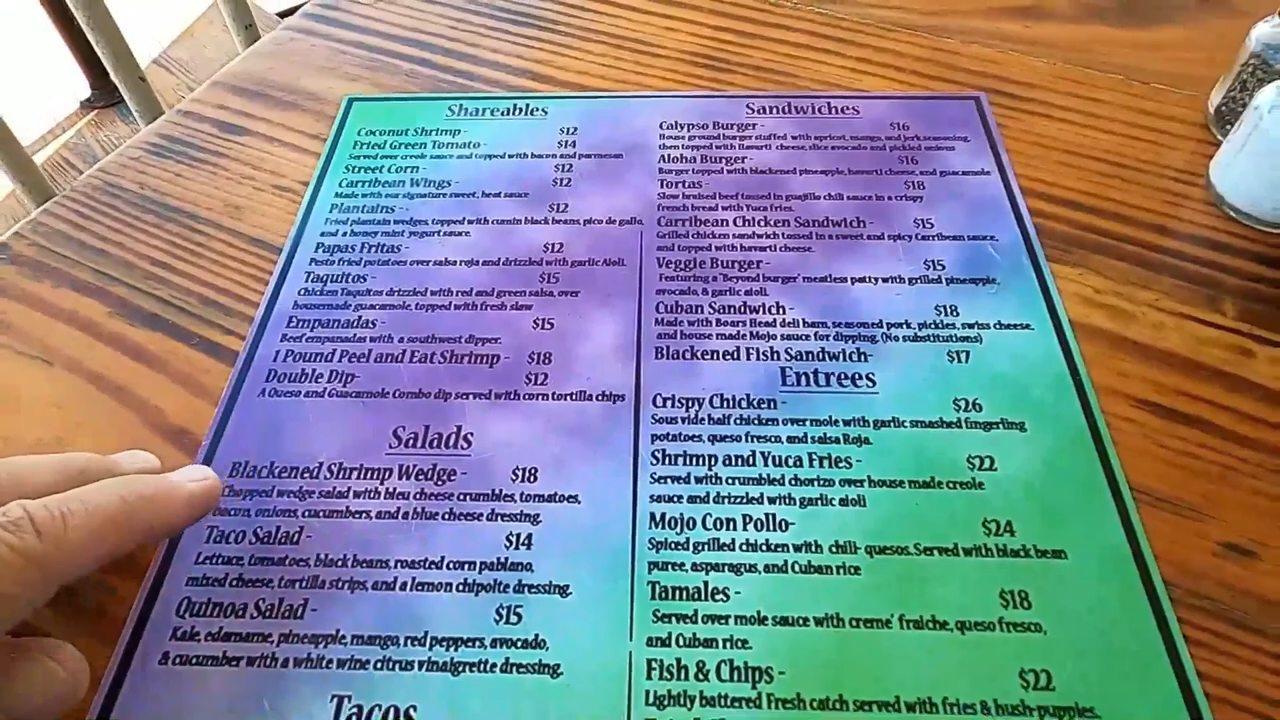 Shareables
Coconut Shrimp - $12
Fried Green Tomato - $14
Served over creole sauce and topped with bacon and parmesan
Street Corn - $12
Carribean Wings - $12
Made with our signature sweet, heat sauce
Plantains - $12
Fried plantain wedges, topped with cumin black beans, pico de gallo,
and a honey mint yogurt sauce.
Papas Fritas - $12
Pesto fried potatoes over salsa roja and drizzled with garlic Aioli.
Taquitos - $15
Chicken Taquitos drizzled with red and green salsa, over
housemade guacamole, topped with fresh slaw
Empanadas - $15
Beef empanadas with a southwest dipper.
1 Pound Peel and Eat Shrimp - $18
Double Dip- $12
A Queso and Guacamole Combo dip served with corn tortilla chips
Salads
Blackened Shrimp Wedge - $18
Chopped wedge salad with bleu cheese crumbles, tomatoes,
bacon, onions, cucumbers, and a blue cheese dressing.
Taco Salad - $14
Lettuce, tomatoes, black beans, roasted corn pablano,
mixed cheese, tortilla strips, and a lemon chipolte dressing.
Quinoa Salad - $15
Kale, edamame, pineapple, mango, red peppers, avocado,
& cucumber with a white wine citrus vinaigrette dressing.
Tacos
Sandwiches
Calypso Burger - $16
House ground burger stuffed with apricot, mango, and jerk seasoning,
then topped with Havarti cheese, slice avocado and pickled onions
Aloha Burger - $16
Burger topped with blackened pineapple, havarti cheese, and guacamole
Tortas - $18
Slow braised beef tossed in guajillo chili sauce in a crispy
french bread with Yuca fries.
Carribean Chicken Sandwich - $15
Grilled chicken sandwich tossed in a sweet and spicy Carribean sauce,
and topped with havarti cheese.
Veggie Burger - $15
Featuring a 'Beyond burger' meatless patty with grilled pineapple,
avocado, & garlic aioli.
Cuban Sandwich - $18
Made with Boars Head deli ham, seasoned pork, pickles, swiss cheese,
and house made Mojo sauce for dipping. (No substitutions)
Blackened Fish Sandwich- $17
Entrees
Crispy Chicken - $26
Sous vide half chicken over mole with garlic smashed fingerling
potatoes, queso fresco, and salsa Roja.
Shrimp and Yuca Fries - $22
Served with crumbled chorizo over house made creole
sauce and drizzled with garlic aioli
Mojo Con Pollo- $24
Spiced grilled chicken with chili- quesos. Served with black bean
puree, asparagus, and Cuban rice
Tamales - $18
Served over mole sauce with creme' fraiche, queso fresco,
and Cuban rice.
Fish & Chips - $22
Lightly battered Fresh catch served with fries & hush-puppies.